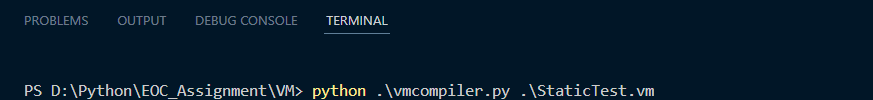 PROBLEMS OUTPUT DEBUG CONSOLE TERMINAL
PS D:\Python\EOC_Assignment\VM> python .\vmcompiler.py .\StaticTest.vm